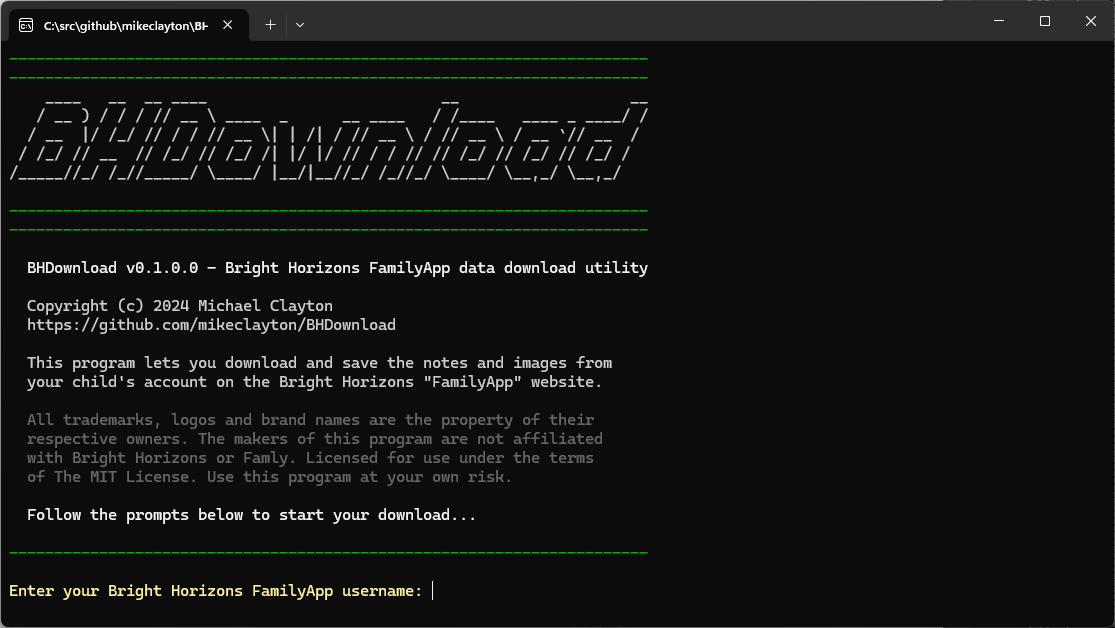 C:\src\github\mikeclayton\BH
BHDownload
BHDownload v0.1.0.0 - Bright Horizons FamilyApp data download utility
Copyright (c) 2024 Michael Clayton
https://github.com/mikeclayton/BHDownload
This program lets you download and save the notes and images from
your child's account on the Bright Horizons "FamilyApp" website.
All trademarks, logos and brand names are the property of their
respective owners. The makers of this program are not affiliated
with Bright Horizons or Famly. Licensed for use under the terms
of The MIT License. Use this program at your own risk.
Follow the prompts below to start your download...
Enter your Bright Horizons FamilyApp username: